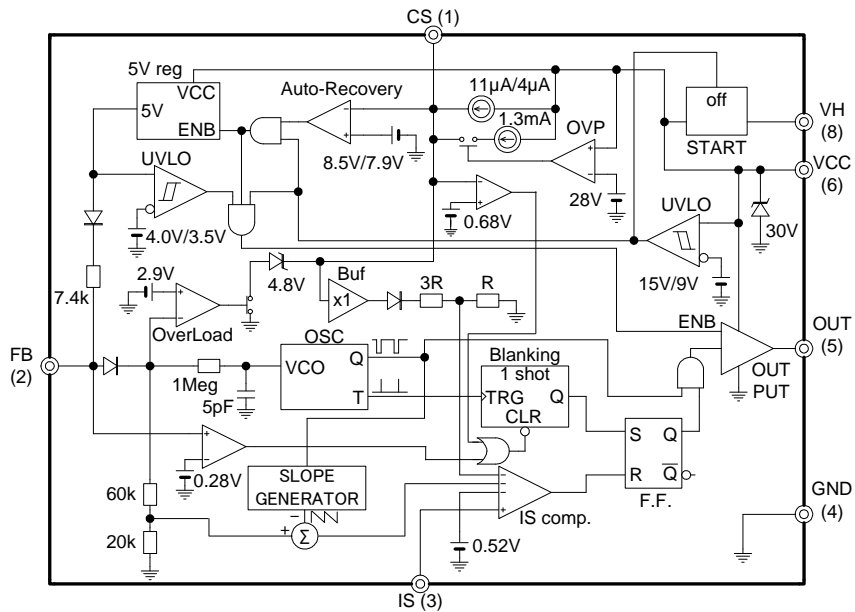 CS (1)
5V reg
VCC
5V
ENB
Auto-Recovery
8.5V/7.9V
11μA/4μA
1.3mA
OVP
28V
off
START
VH
(8)
VCC
(6)
UVLO
4.0V/3.5V
0.68V
UVLO
15V/9V
30V
7.4k
2.9V
OverLoad
4.8V
Buf
x1
3R
R
ENB
OUT
PUT
OUT
(5)
FB
(2)
1Meg
5pF
OSC
VCO
Q
T
Blanking
1 shot
TRG
Q
CLR
S
Q
R
Q
F.F.
0.28V
SLOPE
GENERATOR
60k
20k
Σ
IS comp.
0.52V
GND
(4)
IS (3)